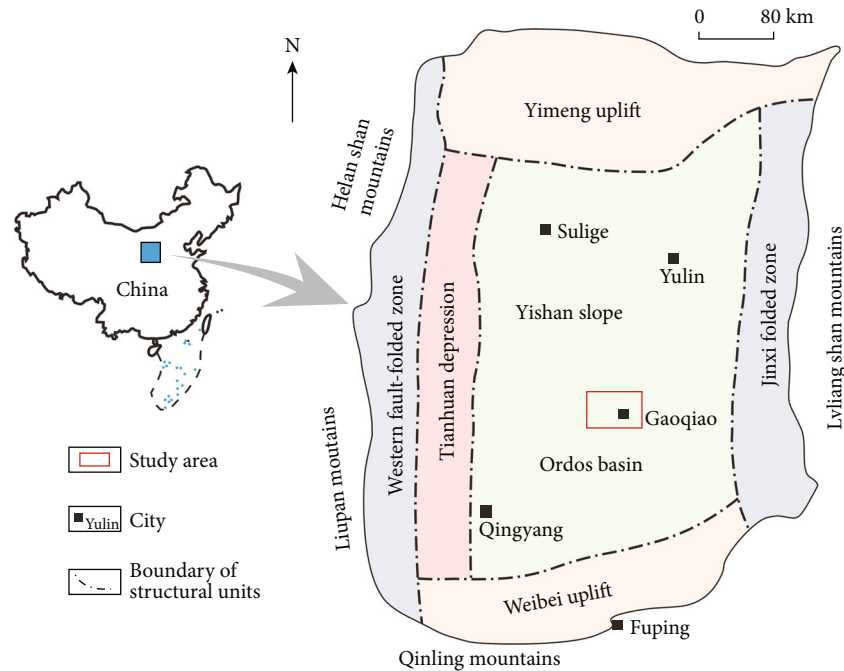 0 80 km
N
Yimeng uplift
Helan shan
mountains
Sulige
Yulin
China
Yishan slope
Western fault-folded zone
Tianhuan depression
Jinxi folded zone
Lvliang shan mountains
Gaoqiao
Liupan moutains
Ordos basin
Study area
Yulin
City
Qingyang
Boundary of
structural units
Weibei uplift
Fuping
Qinling mountains